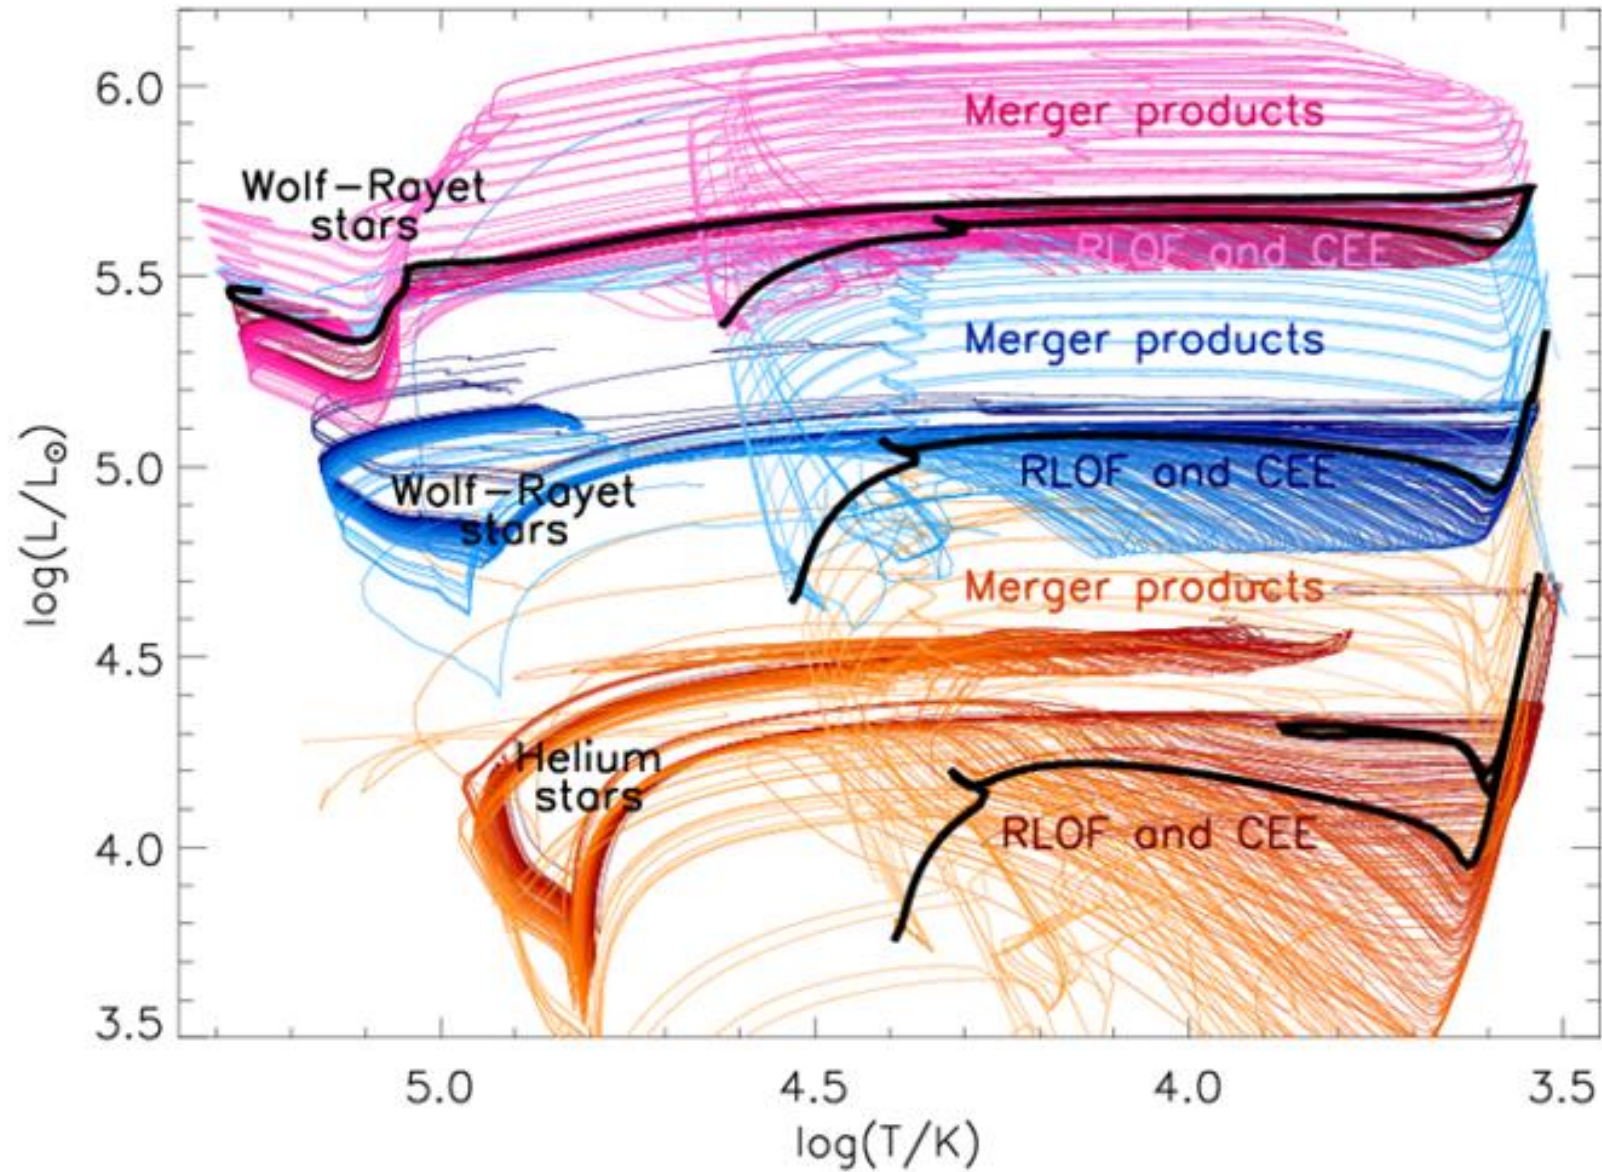 6.0
Merger products
Wolf-Rayet
stars
RLOF and CEE
5.5
Merger products
log(L/L☉)
5.0
RLOF and CEE
Wolf-Rayet
stars
Merger products
4.5
Helium
stars
RLOF and CEE
4.0
3.5
5.0 4.5 4.0 3.5
log(T/K)